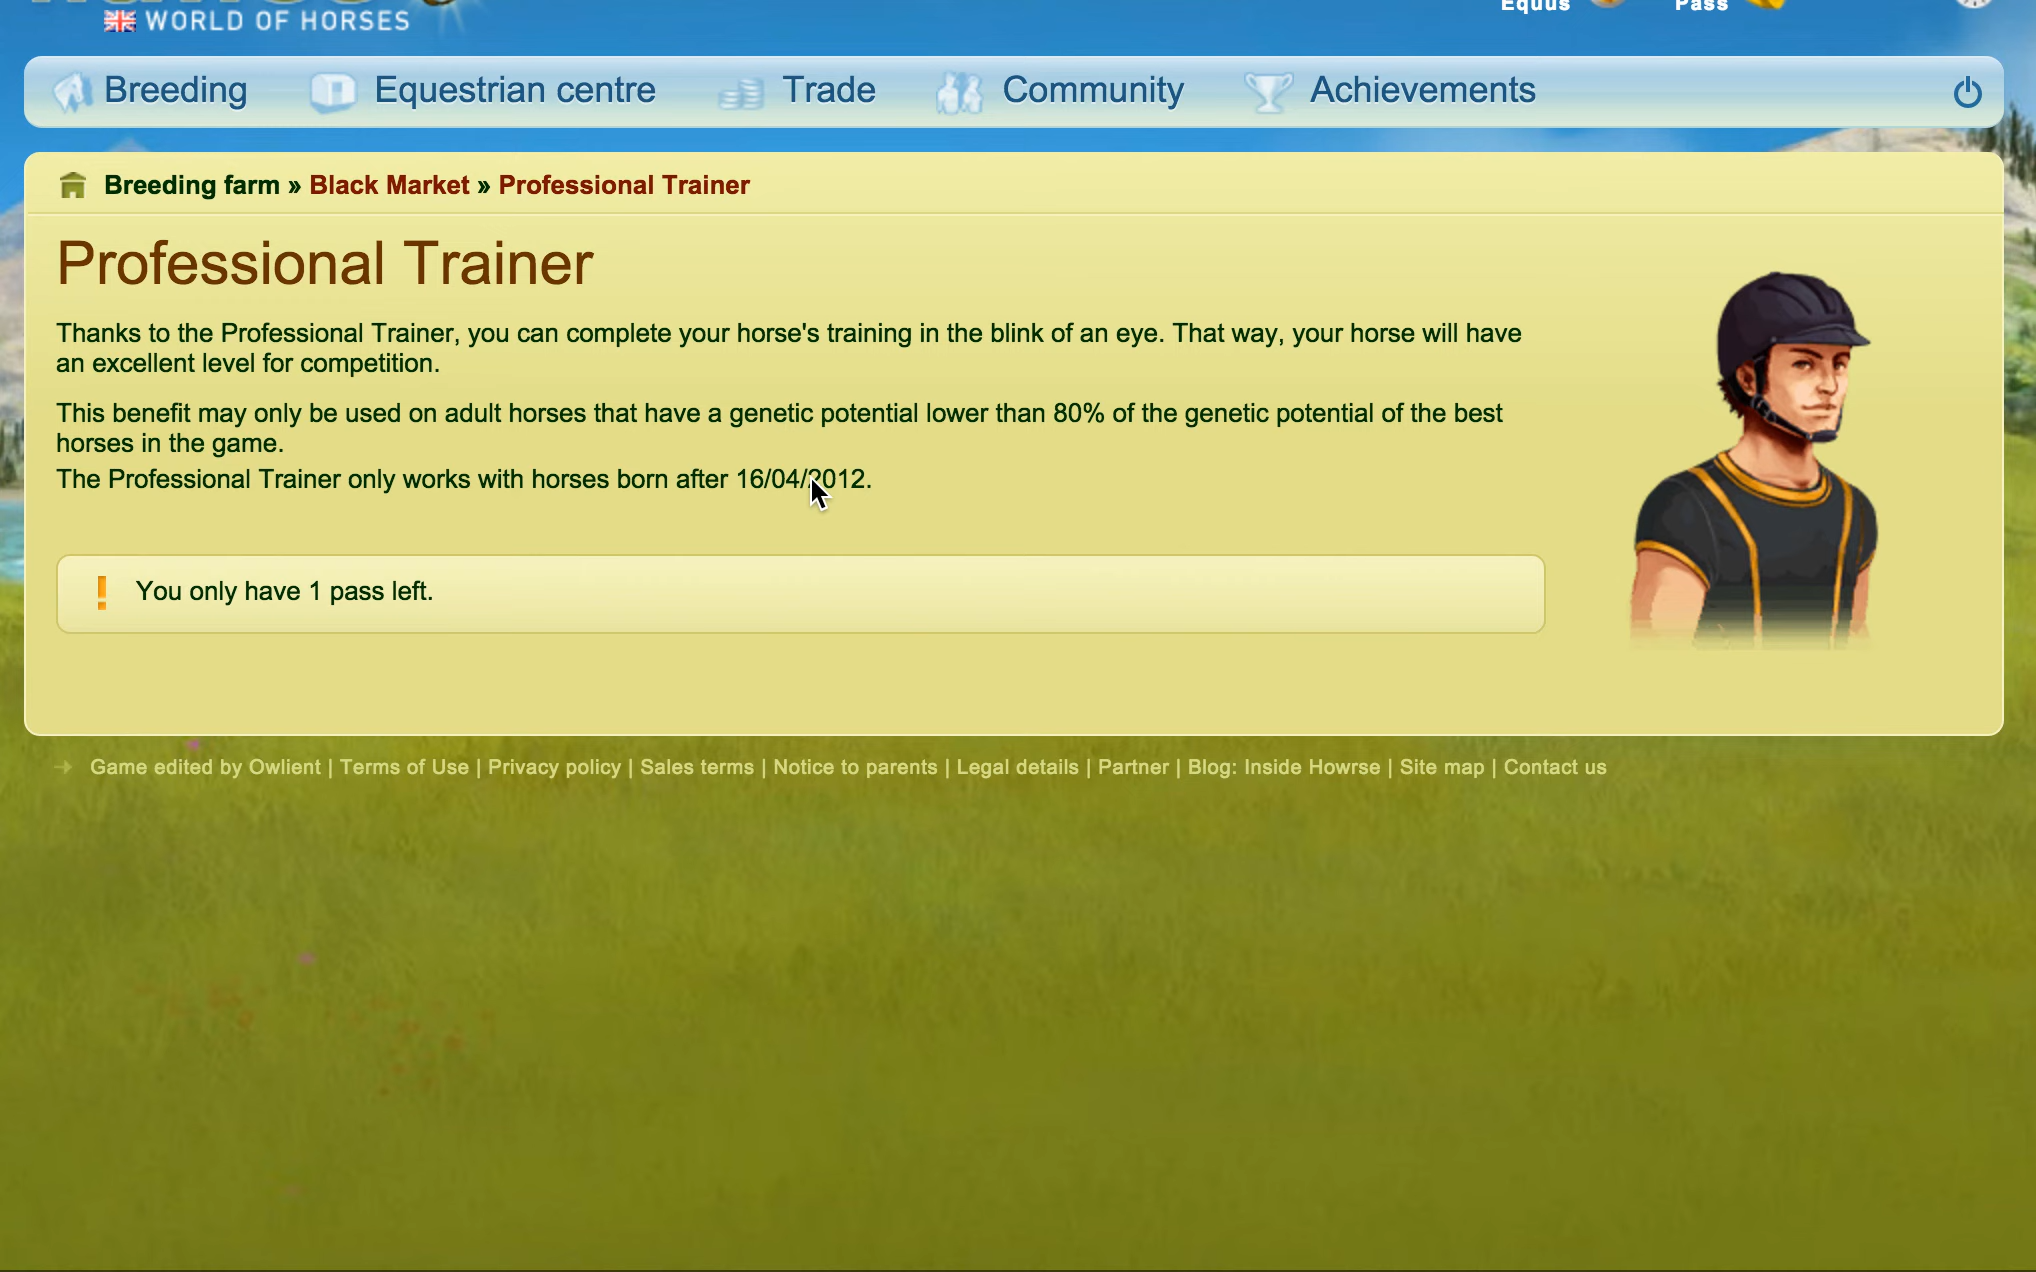 WORLD OF HORSES
Equus
Pass
Breeding
Equestrian centre
Trade
Community
Achievements
Breeding farm » Black Market » Professional Trainer
Professional Trainer
Thanks to the Professional Trainer, you can complete your horse's training in the blink of an eye. That way, your horse will have
an excellent level for competition.
This benefit may only be used on adult horses that have a genetic potential lower than 80% of the genetic potential of the best
horses in the game.
The Professional Trainer only works with horses born after 16/04/2012.
You only have 1 pass left.
Game edited by Owlient | Terms of Use | Privacy policy | Sales terms | Notice to parents | Legal details | Partner | Blog: Inside Howrse | Site map | Contact us